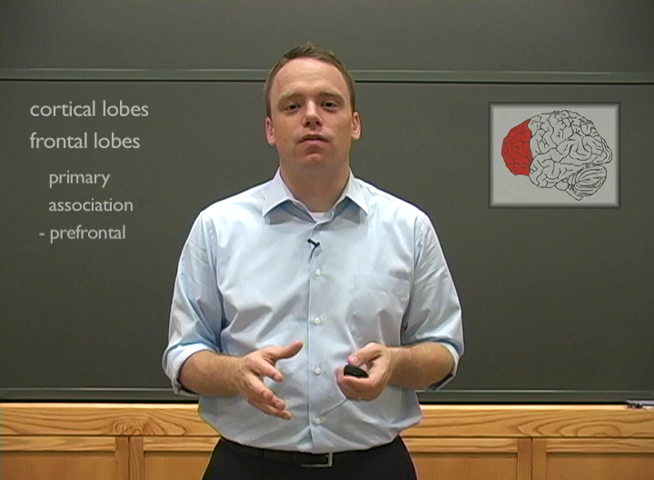 cortical lobes
frontal lobes
primary
association
- prefrontal